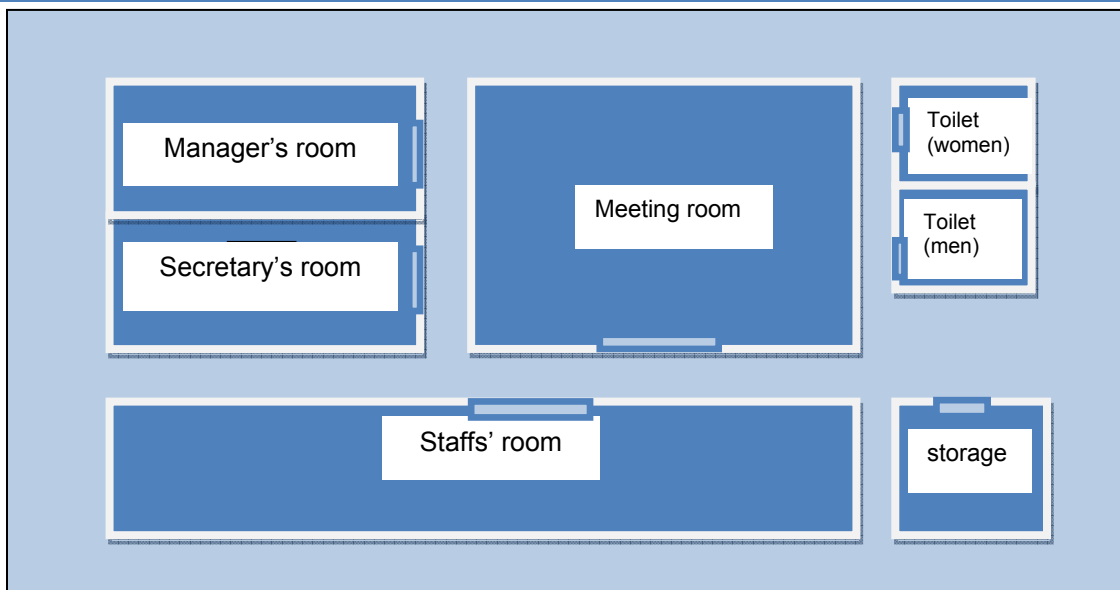 Manager’s room
Meeting room
Toilet
(women)
Secretary’s room
Toilet
(men)
Staffs’ room
storage